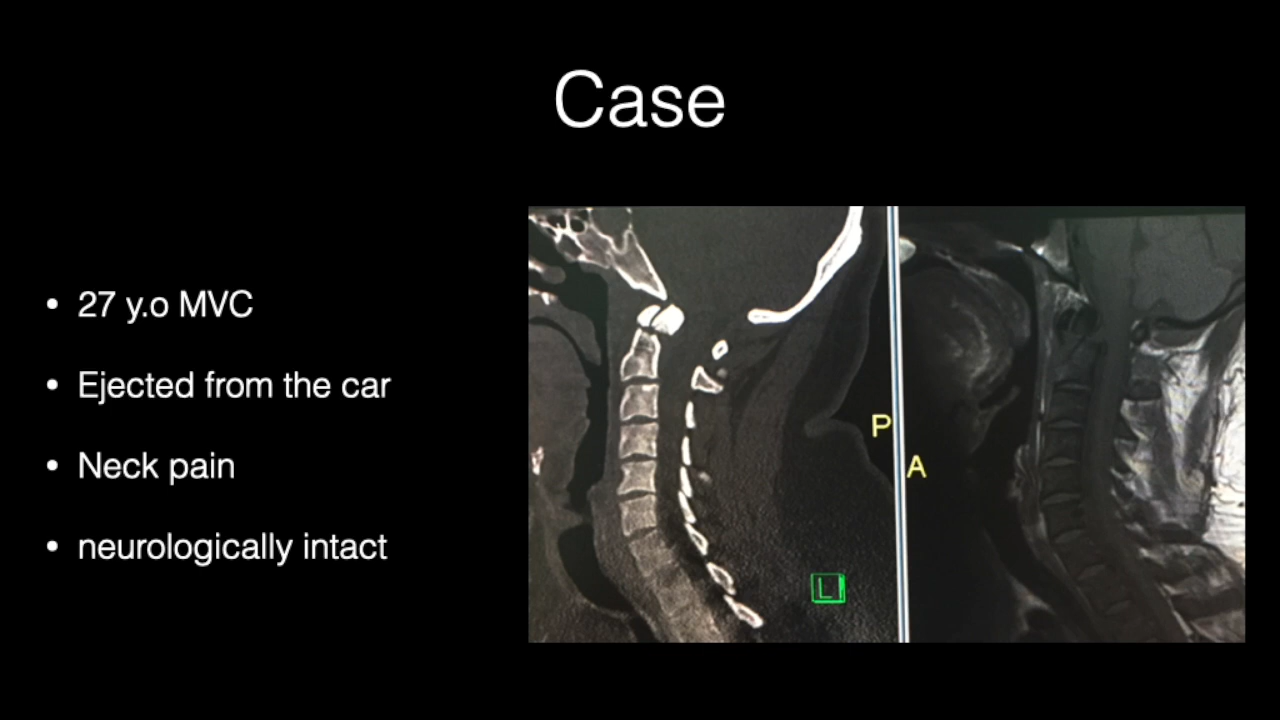 Case
• 27 y.o MVC
• Ejected from the car
• Neck pain
• neurologically intact
P
A